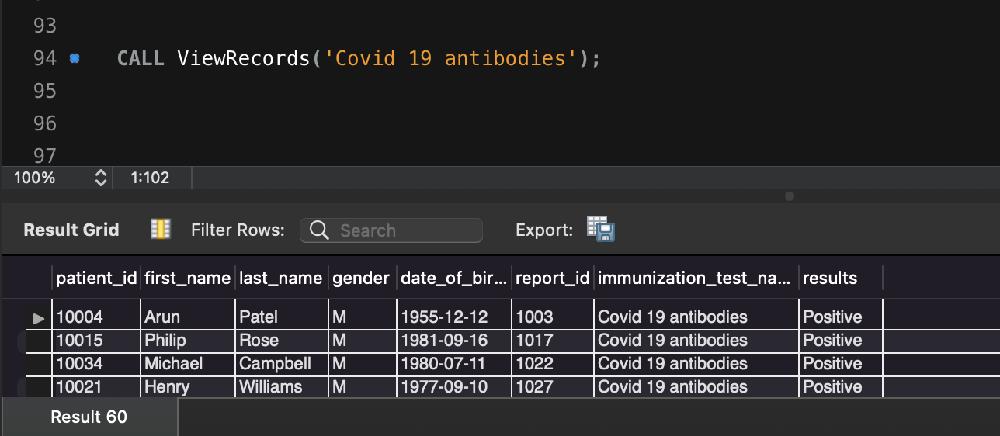 93
94 CALL ViewRecords('Covid 19 antibodies');
95
96
97
100% 1:102
Result Grid Filter Rows: Search Export:
patient_id first_name last_name gender date_of_bir... report_id immunization_test_na... results
10004 Arun Patel M 1955-12-12 1003 Covid 19 antibodies Positive
10015 Philip Rose M 1981-09-16 1017 Covid 19 antibodies Positive
10034 Michael Campbell M 1980-07-11 1022 Covid 19 antibodies Positive
10021 Henry Williams M 1977-09-10 1027 Covid 19 antibodies Positive
Result 60